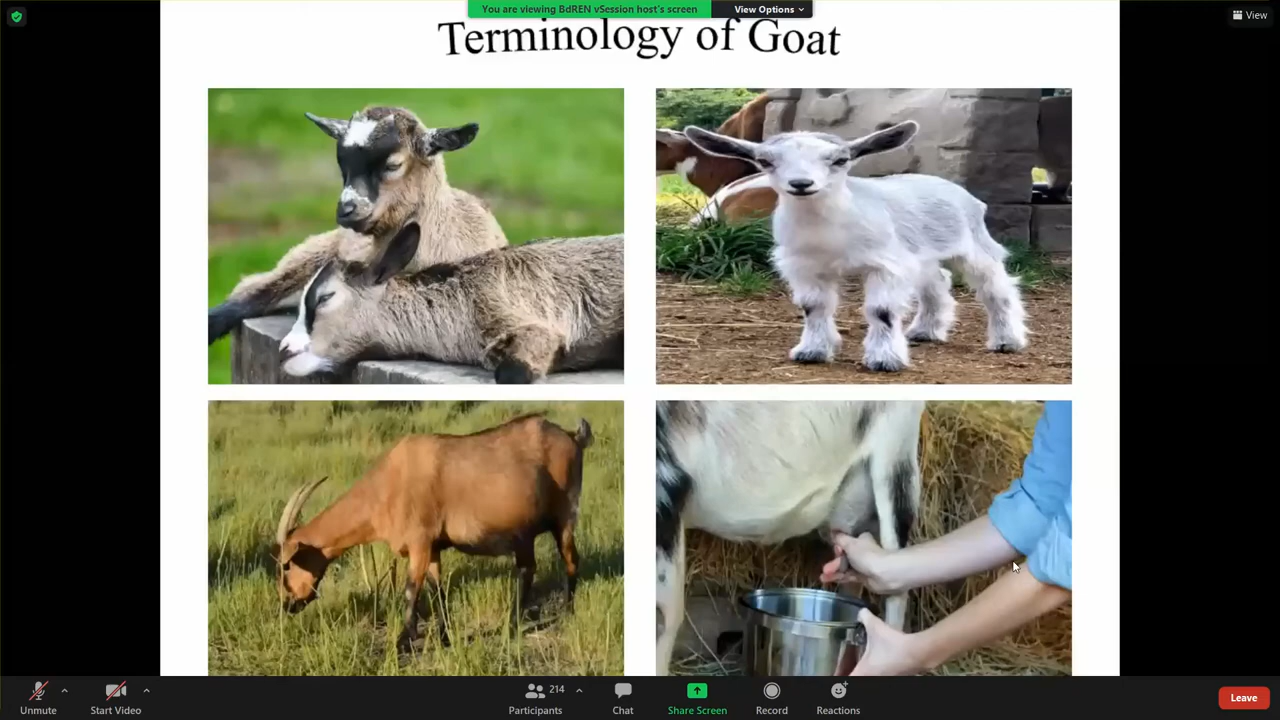 You are viewing BdREN vSession host's screen
View Options
View
Terminology of Goat
Unmute
Start Video
214
Participants
Chat
Share Screen
Record
Reactions
Leave